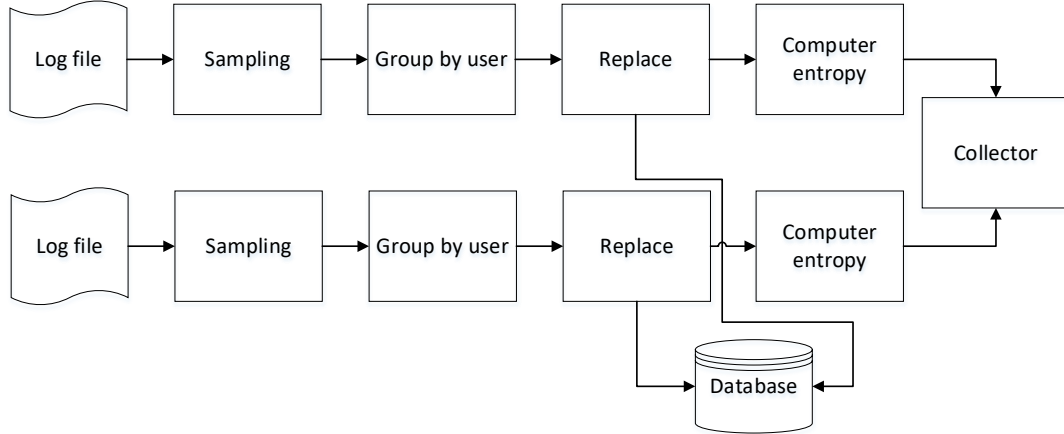 Log file
Sampling
Group by user
Replace
Computer
entropy
Collector
Log file
Sampling
Group by user
Replace
Computer
entropy
Database